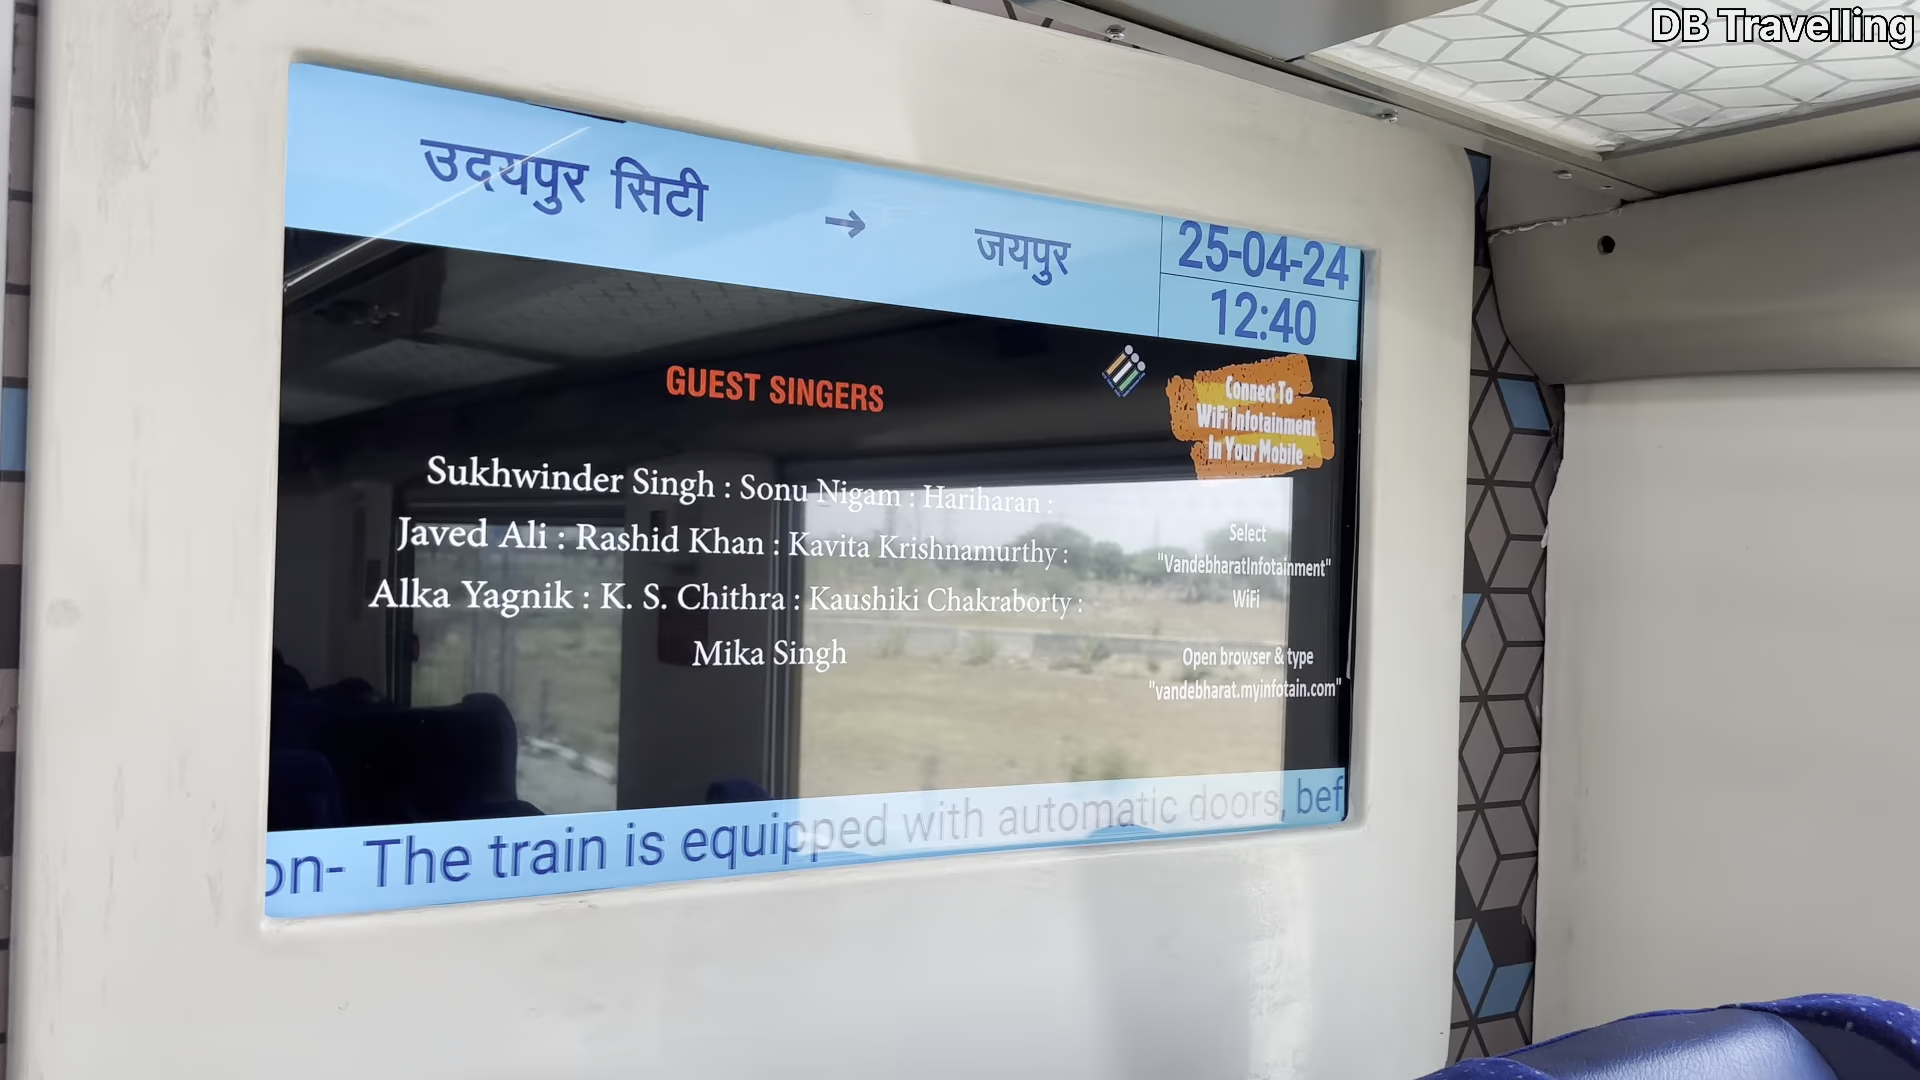 DB Travelling
उदयपुर सिटी → जयपुर
25-04-24
12:40
GUEST SINGERS
Sukhwinder Singh : Sonu Nigam : Hariharan :
Javed Ali : Rashid Khan : Kavita Krishnamurthy :
Alka Yagnik : K. S. Chithra : Kaushiki Chakraborty :
Mika Singh
Connect To
WiFi Infotainment
In Your Mobile
Select
"VandebharatInfotainment"
WiFi
Open browser & type
"vandebharat.myinfotain.com"
on- The train is equipped with automatic doors, bef